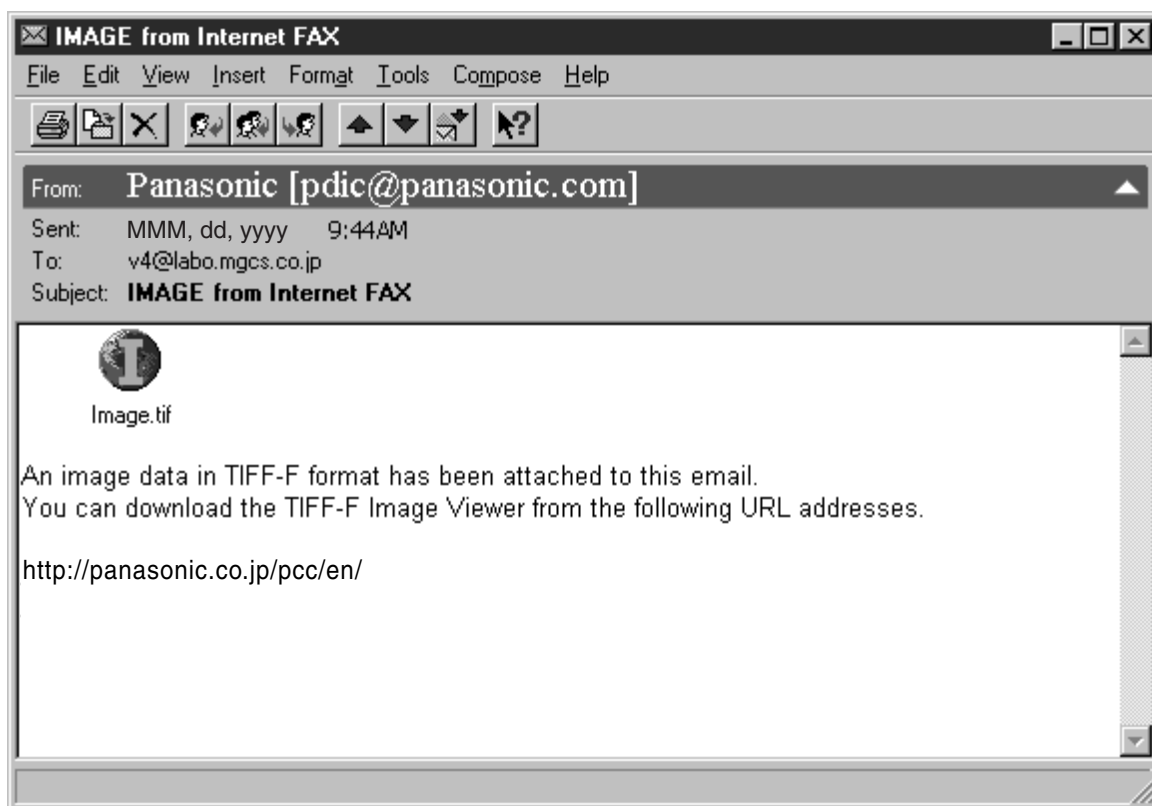 IMAGE from Internet FAX
File Edit View Insert Format Tools Compose Help
From: Panasonic [pdic@panasonic.com]
Sent: MMM, dd, yyyy 9:44AM
To: v4@labo.mgcs.co.jp
Subject: IMAGE from Internet FAX
Image.tif
An image data in TIFF-F format has been attached to this email.
You can download the TIFF-F Image Viewer from the following URL addresses.
http://panasonic.co.jp/pcc/en/